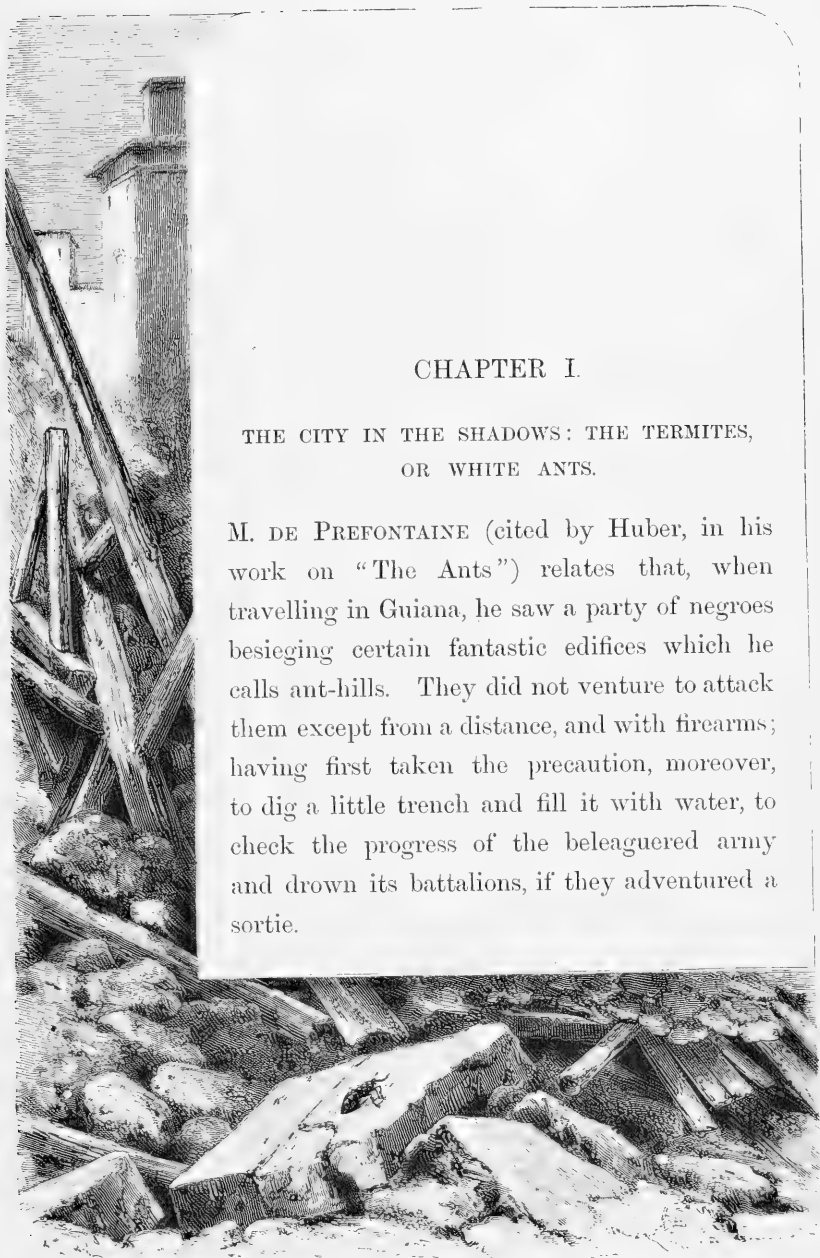 CHAPTER I.
THE CITY IN THE SHADOWS: THE TERMITES,
OR WHITE ANTS.
M. DE PREFONTAINE (cited by Huber, in his
work on “The Ants”) relates that, when
travelling in Guiana, he saw a party of negroes
besieging certain fantastic edifices which he
calls ant-hills. They did not venture to attack
them except from a distance, and with firearms;
having first taken the precaution, moreover,
to dig a little trench and fill it with water, to
check the progress of the beleaguered army
and drown its battalions, if they adventured a
sortie.